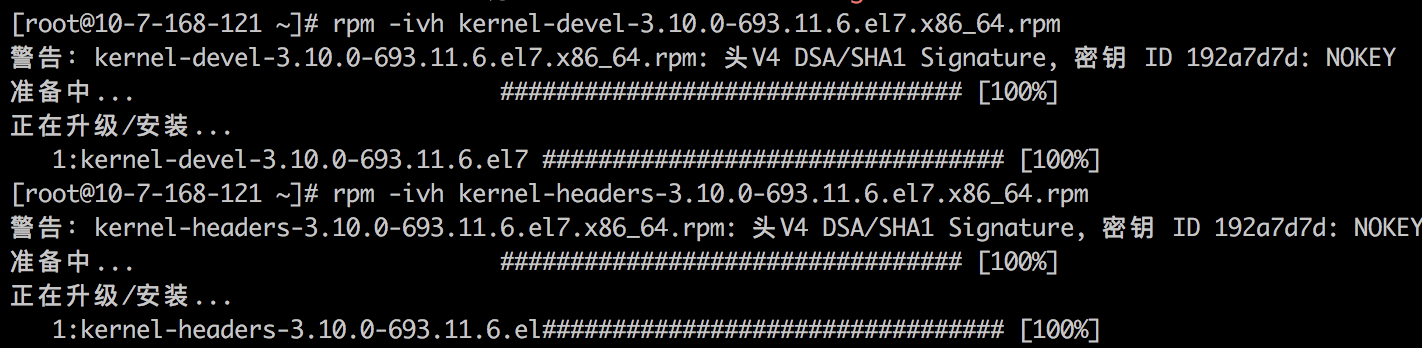 [root@10-7-168-121 ~]# rpm -ivh kernel-devel-3.10.0-693.11.6.el7.x86_64.rpm
警告：kernel-devel-3.10.0-693.11.6.el7.x86_64.rpm: 头V4 DSA/SHA1 Signature, 密钥 ID 192a7d7d: NOKEY
准备中... ################################# [100%]
正在升级/安装...
1:kernel-devel-3.10.0-693.11.6.el7 ################################# [100%]
[root@10-7-168-121 ~]# rpm -ivh kernel-headers-3.10.0-693.11.6.el7.x86_64.rpm
警告：kernel-headers-3.10.0-693.11.6.el7.x86_64.rpm: 头V4 DSA/SHA1 Signature, 密钥 ID 192a7d7d: NOKEY
准备中... ################################# [100%]
正在升级/安装...
1:kernel-headers-3.10.0-693.11.6.el################################# [100%]